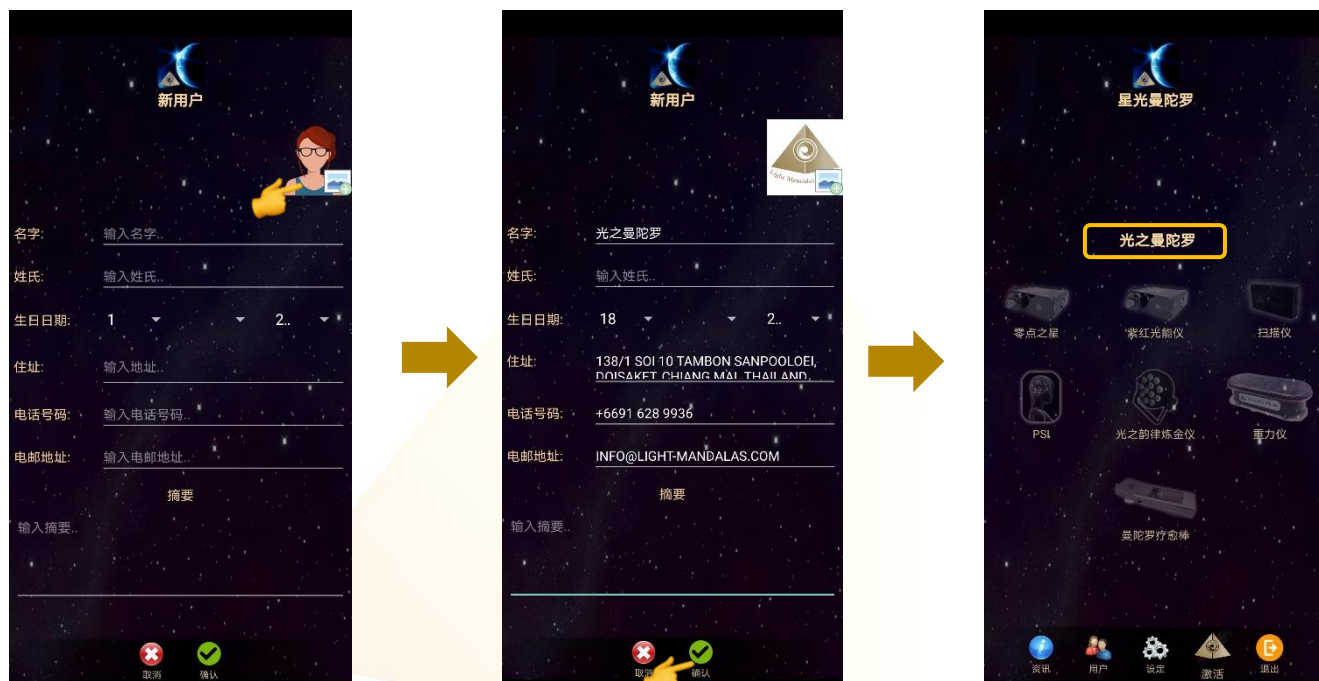 新用户
名字:
输入名字..
姓氏:
输入姓氏..
生日日期:
1
2..
住址:
输入地址..
电话号码:
输入电话号码..
电邮地址:
输入电邮地址..
摘要
输入摘要..
取消
确认
新用户
Light Mandalas
名字:
光之曼陀罗
姓氏:
输入姓氏..
生日日期:
18
2..
住址:
138/1 SOI 10 TAMBON SANPOOLOEI,
DOISAKET CHIANG MAI THAILAND
电话号码:
+6691 628 9936
电邮地址:
INFO@LIGHT-MANDALAS.COM
摘要
输入摘要..
取消
确认
星光曼陀罗
光之曼陀罗
零点之星
紫红光能仪
扫描仪
PSI
光之韵律炼金仪
重力仪
曼陀罗疗愈棒
资讯
用户
设定
激活
退出